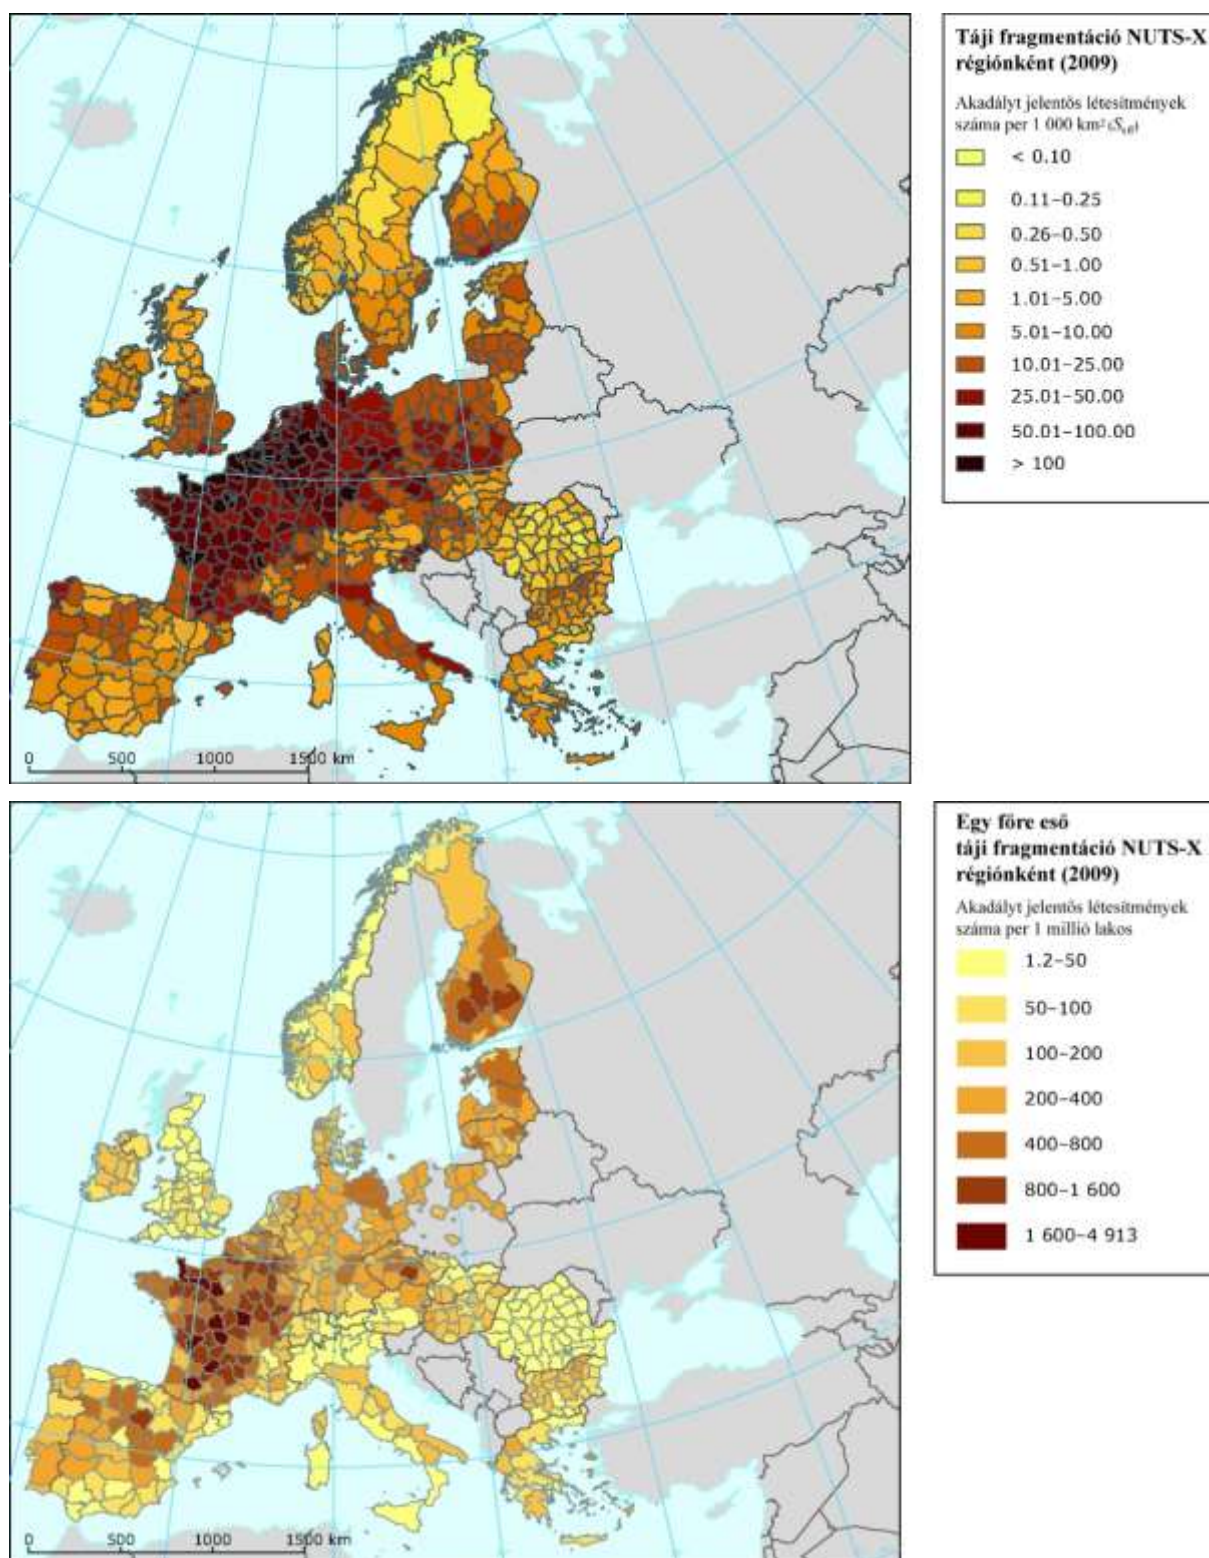 Táji fragmentáció NUTS-X
régiónként (2009)
Akadályt jelentős létesítmények
száma per 1 000 km²
< 0.10
0.11–0.25
0.26–0.50
0.51–1.00
1.01–5.00
5.01–10.00
10.01–25.00
25.01–50.00
50.01–100.00
> 100
0 500 1000 1500 km
Egy főre eső
táji fragmentáció NUTS-X
régiónként (2009)
Akadályt jelentős létesítmények
száma per 1 millió lakos
1.2–50
50–100
100–200
200–400
400–800
800–1 600
1 600–4 913
0 500 1000 1500 km